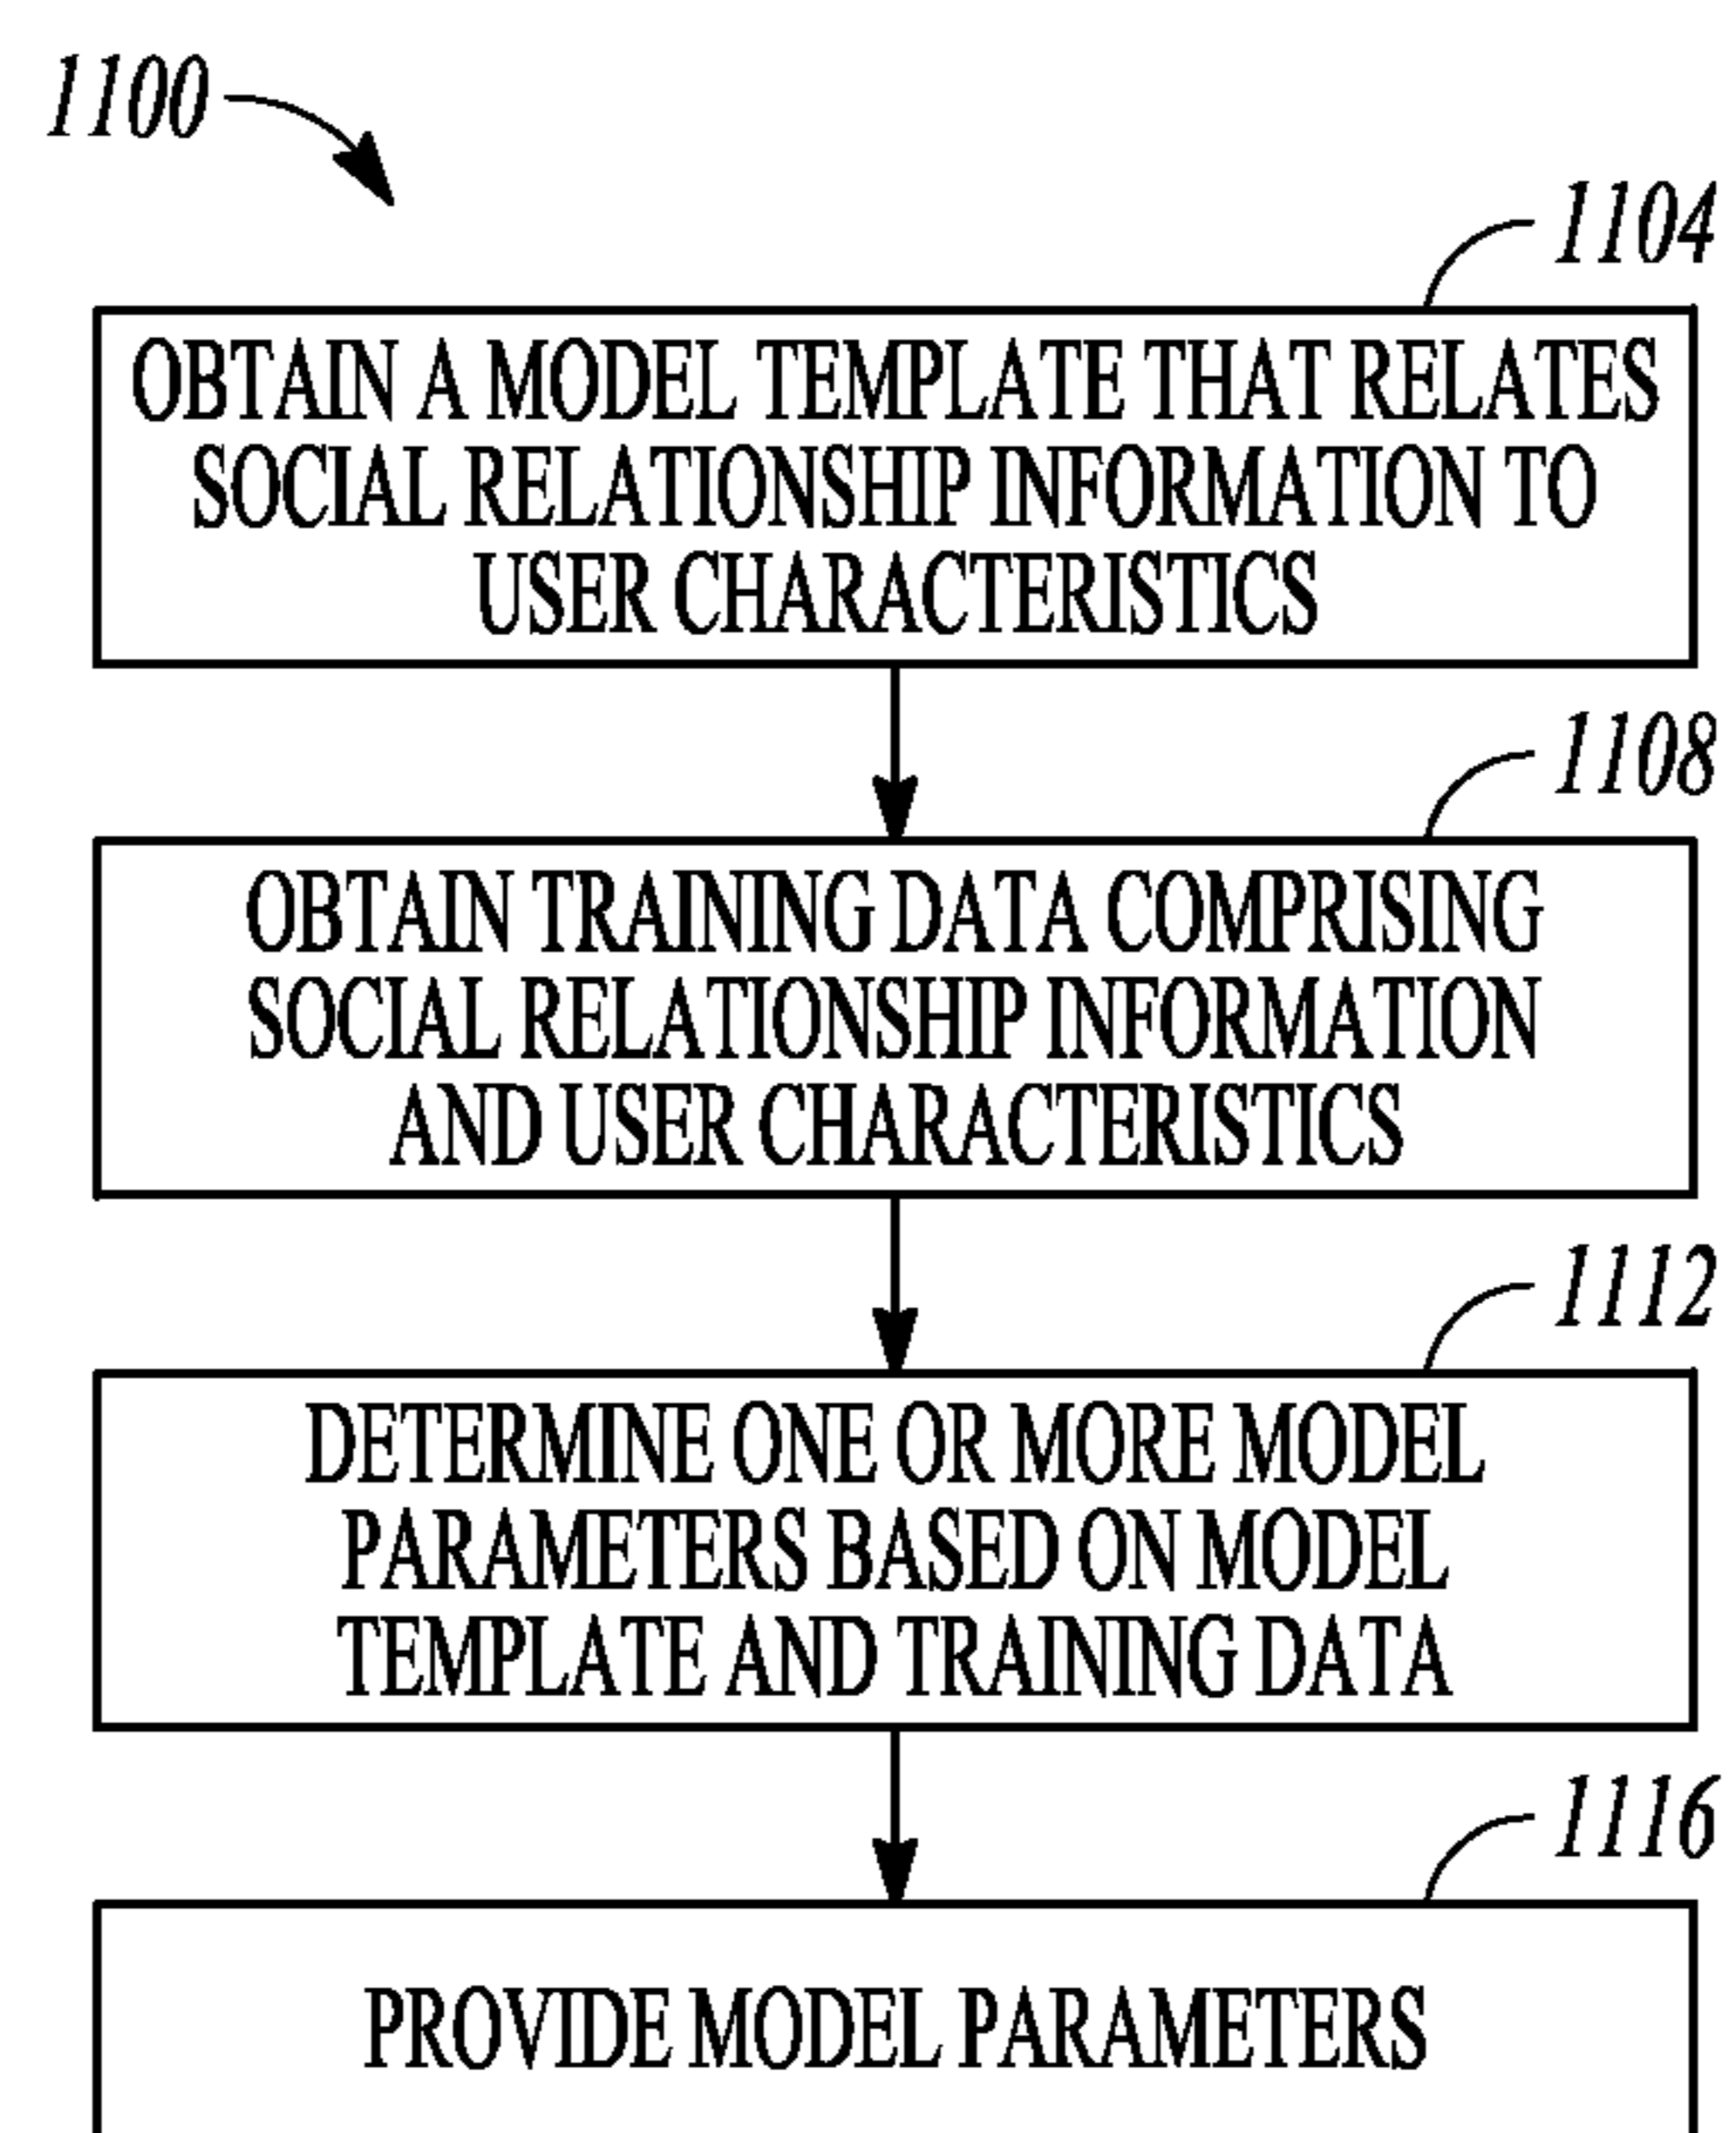 1100
1104
OBTAIN A MODEL TEMPLATE THAT RELATES
SOCIAL RELATIONSHIP INFORMATION TO
USER CHARACTERISTICS
1108
OBTAIN TRAINING DATA COMPRISING
SOCIAL RELATIONSHIP INFORMATION
AND USER CHARACTERISTICS
1112
DETERMINE ONE OR MORE MODEL
PARAMETERS BASED ON MODEL
TEMPLATE AND TRAINING DATA
1116
PROVIDE MODEL PARAMETERS